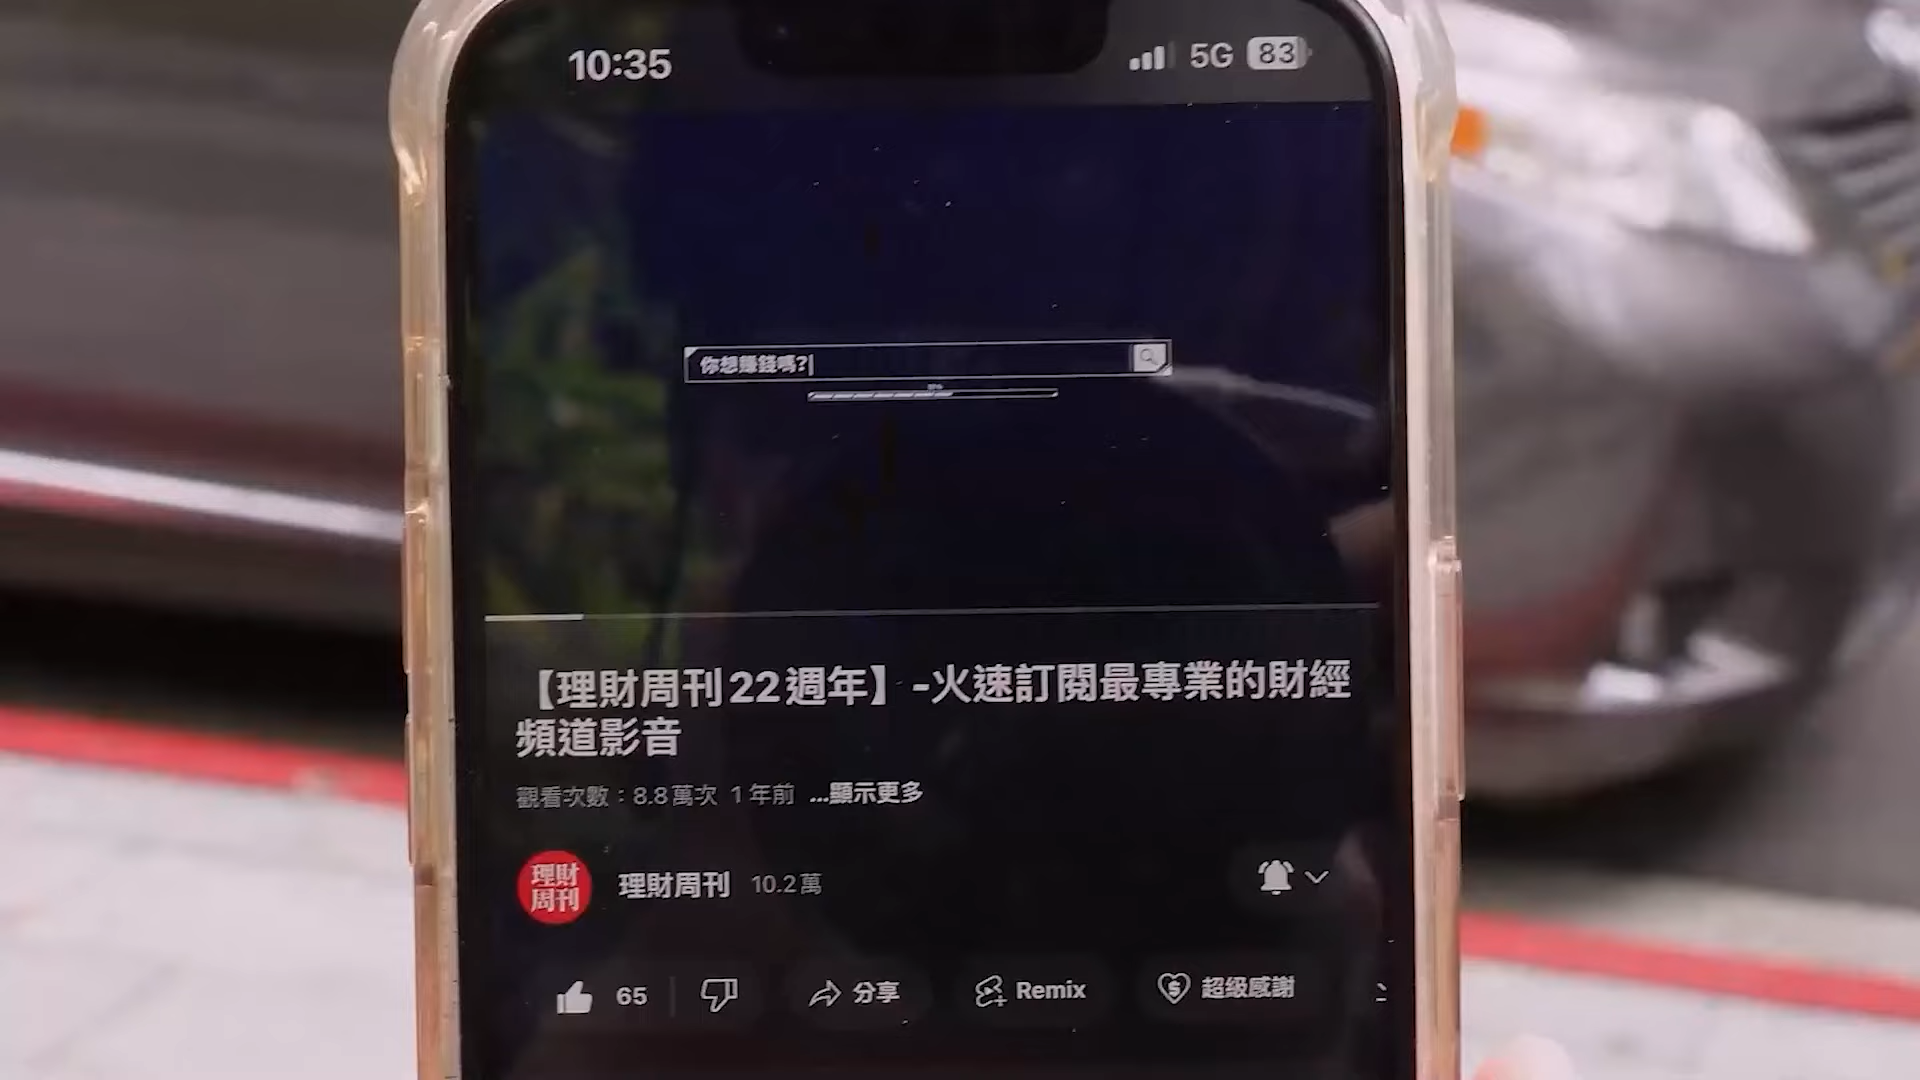 10:35
5G
83
你想賺錢嗎?
【理財周刊22週年】-火速訂閱最專業的財經
頻道影音
觀看次數：8.8萬次 1年前 ...顯示更多
理財
周刊
理財周刊 10.2萬
65
分享
Remix
超級感謝